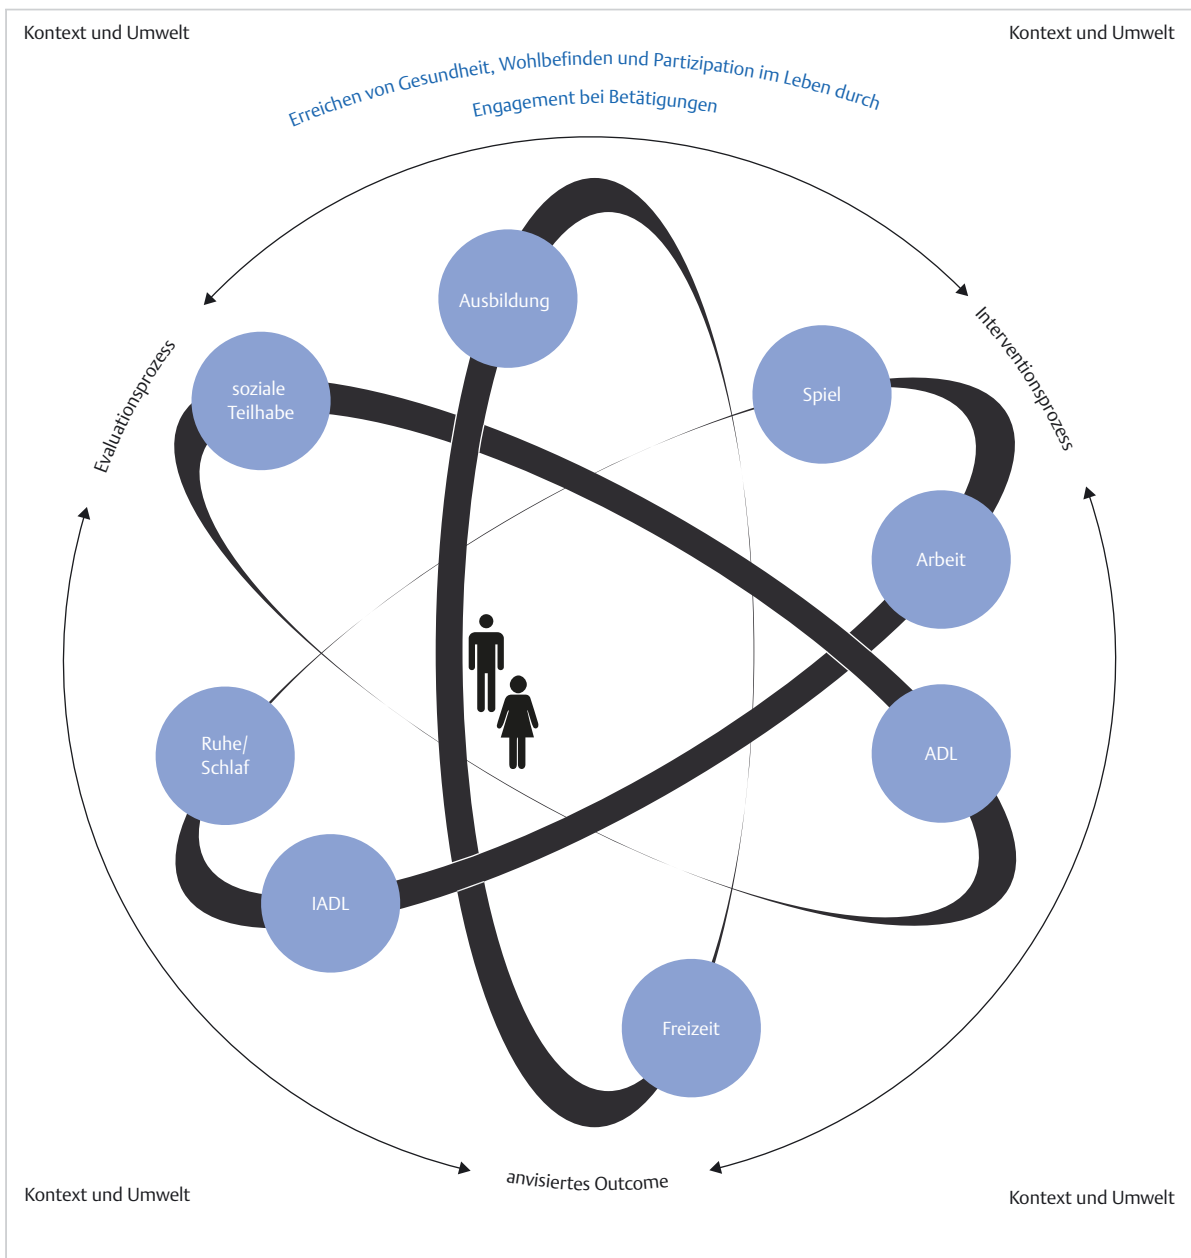 Kontext und Umwelt
Kontext und Umwelt
Erreichen von Gesundheit, Wohlbefinden und Partizipation im Leben durch
Engagement bei Betätigungen
Ausbildung
Interventionsprozess
Evaluationsprozess
soziale
Teilhabe
Spiel
Arbeit
Ruhe/
Schlaf
ADL
IADL
Freizeit
anvisiertes Outcome
Kontext und Umwelt
Kontext und Umwelt